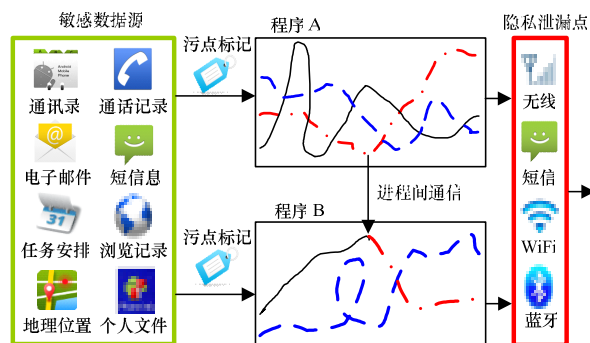 敏感数据源
污点标记
程序 A
隐私泄漏点
通讯录
通话记录
无线
电子邮件
短信息
进程间通信
短信
污点标记
程序 B
31
任务安排
浏览记录
WiFi
地理位置
个人文件
蓝牙